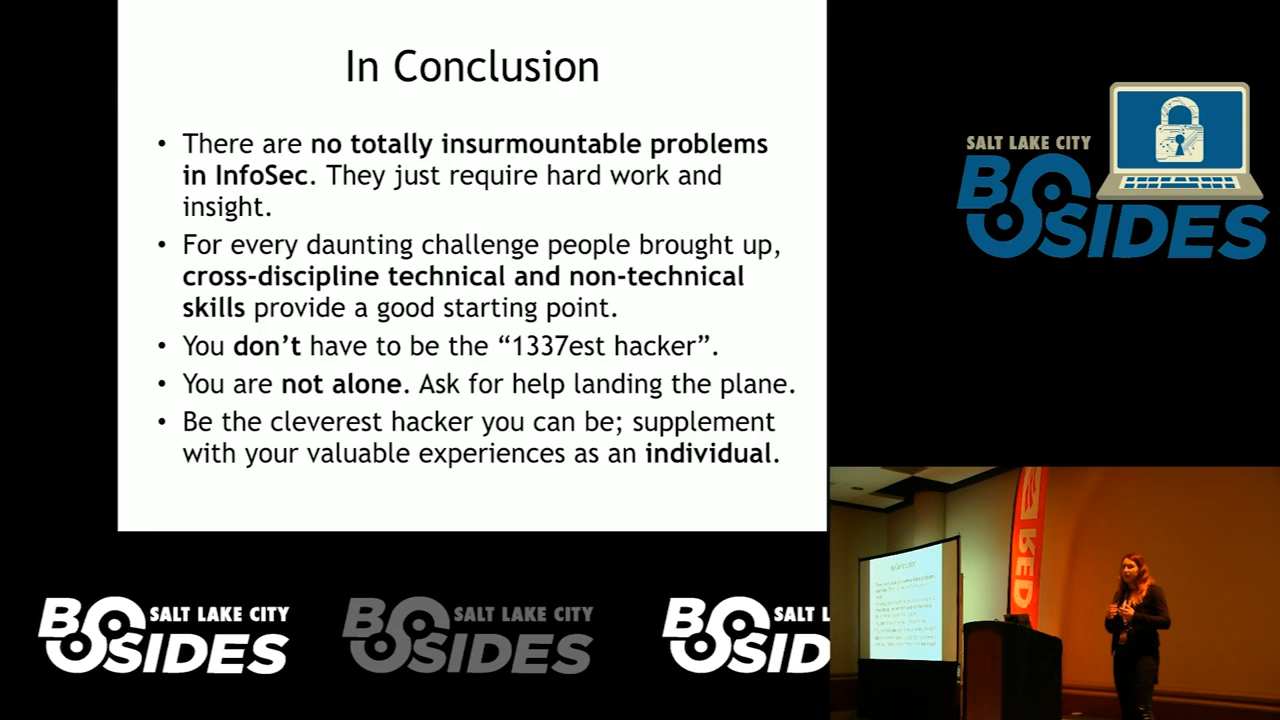 In Conclusion
• There are no totally insurmountable problems
in InfoSec. They just require hard work and
insight.
• For every daunting challenge people brought up,
cross-discipline technical and non-technical
skills provide a good starting point.
• You don’t have to be the “1337est hacker”.
• You are not alone. Ask for help landing the plane.
• Be the cleverest hacker you can be; supplement
with your valuable experiences as an individual.
SALT LAKE CITY
BSIDES
RED
SALT LAKE CITY
BSIDES
SALT LAKE CITY
BSIDES
SALT L
BSID